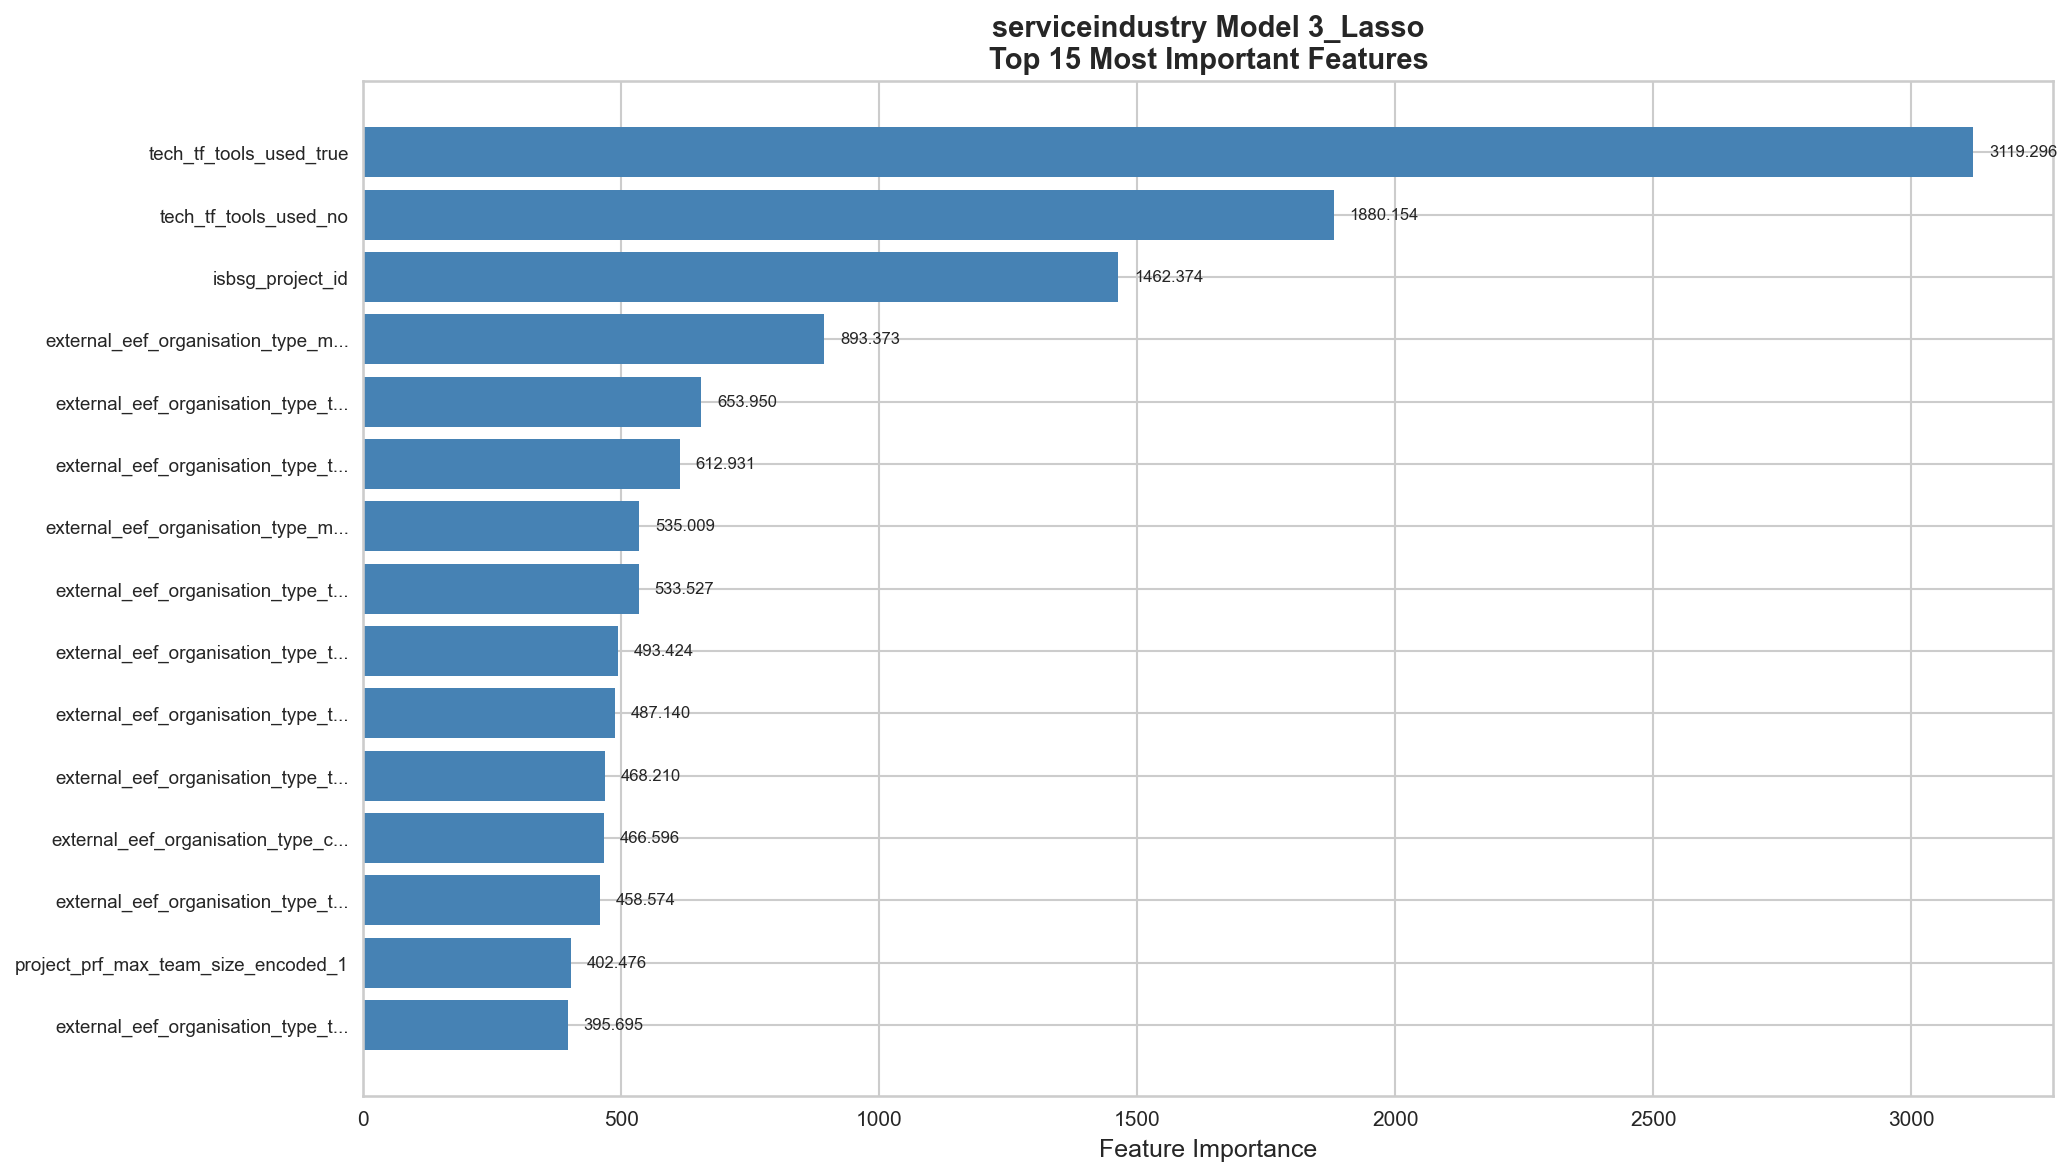 serviceindustry Model 3_Lasso
Top 15 Most Important Features
tech_tf_tools_used_true 3119.296
tech_tf_tools_used_no 1880.154
isbsg_project_id 1462.374
external_eef_organisation_type_m... 893.373
external_eef_organisation_type_t... 653.950
external_eef_organisation_type_t... 612.931
external_eef_organisation_type_m... 535.009
external_eef_organisation_type_t... 533.527
external_eef_organisation_type_t... 493.424
external_eef_organisation_type_t... 487.140
external_eef_organisation_type_t... 468.210
external_eef_organisation_type_c... 466.596
external_eef_organisation_type_t... 458.574
project_prf_max_team_size_encoded_1 402.476
external_eef_organisation_type_t... 395.695
0 500 1000 1500 2000 2500 3000
Feature Importance